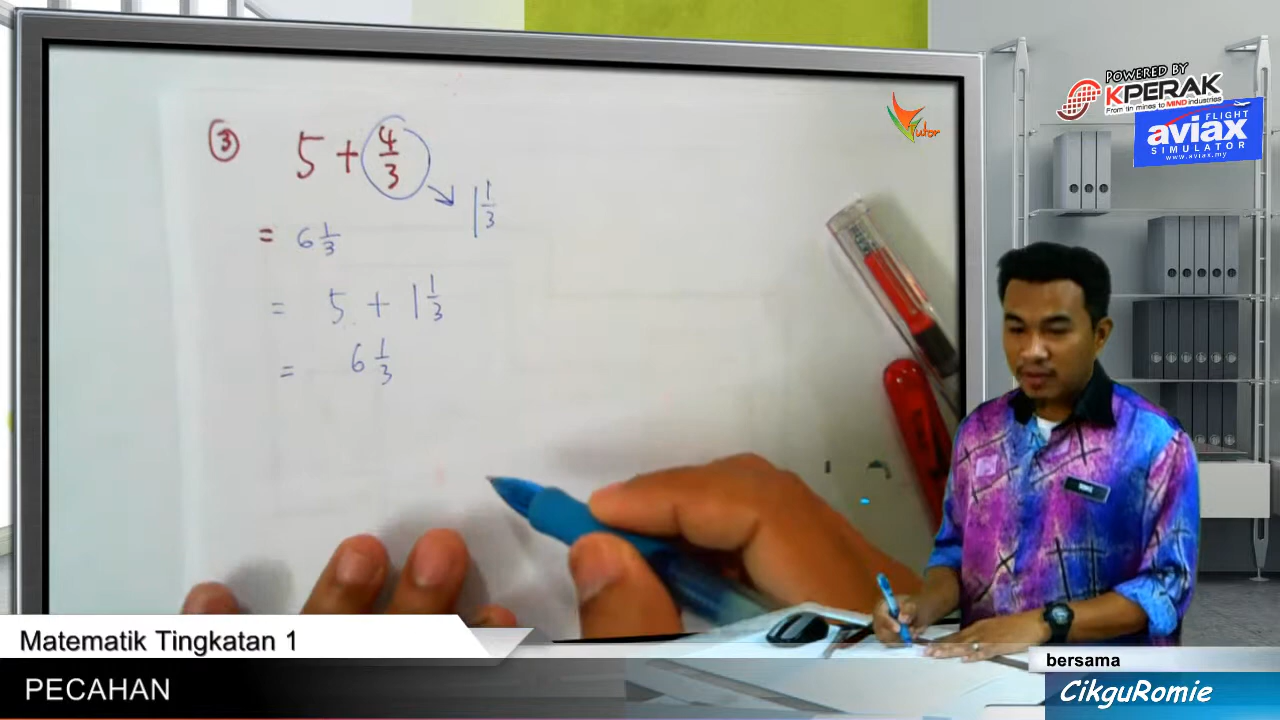 POWERED BY
KPERAK
From tin mines to MIND industries
FLIGHT
aviax
SIMULATOR
www.aviax.my
Tutor
3 5 + 4/3
1 1/3
= 6 1/3
= 5 + 1 1/3
= 6 1/3
Matematik Tingkatan 1
PECAHAN
bersama
CikguRomie